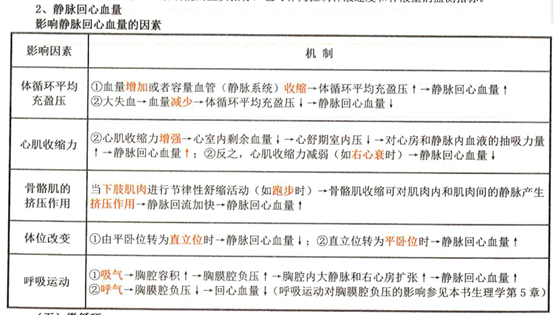 2、静脉回心血量
影响静脉回心血量的因素
影响因素
机 制
体循环平均
充盈压
①血量增加或者容量血管（静脉系统）收缩→体循环平均充盈压↑→静脉回心血量↑
②大失血→血量减少→体循环平均充盈压↓→静脉回心血量↓
心肌收缩力
②心肌收缩力增强→心室内剩余血量↓→心舒期室内压↓→对心房和静脉内血液的抽吸力量
↑→静脉回心血量↑；②反之，心肌收缩力减弱（如右心衰时）→静脉回心血量↓
骨骼肌的
挤压作用
当下肢肌肉进行节律性舒缩活动（如跑步时）→骨骼肌收缩可对肌肉内和肌肉间的静脉产生
挤压作用→静脉回流加快→静脉回心血量↑
体位改变
①由平卧位转为直立位时→静脉回心血量↓；②直立位转为平卧位时→静脉回心血量↑
呼吸运动
①吸气→胸腔容积↑→胸膜腔负压↑→胸腔内大静脉和右心房扩张↑→静脉回心血量↑
②呼气→胸膜腔负压↓→回心血量↓（呼吸运动对胸膜腔负压的影响参见本书生理学第 5 章）